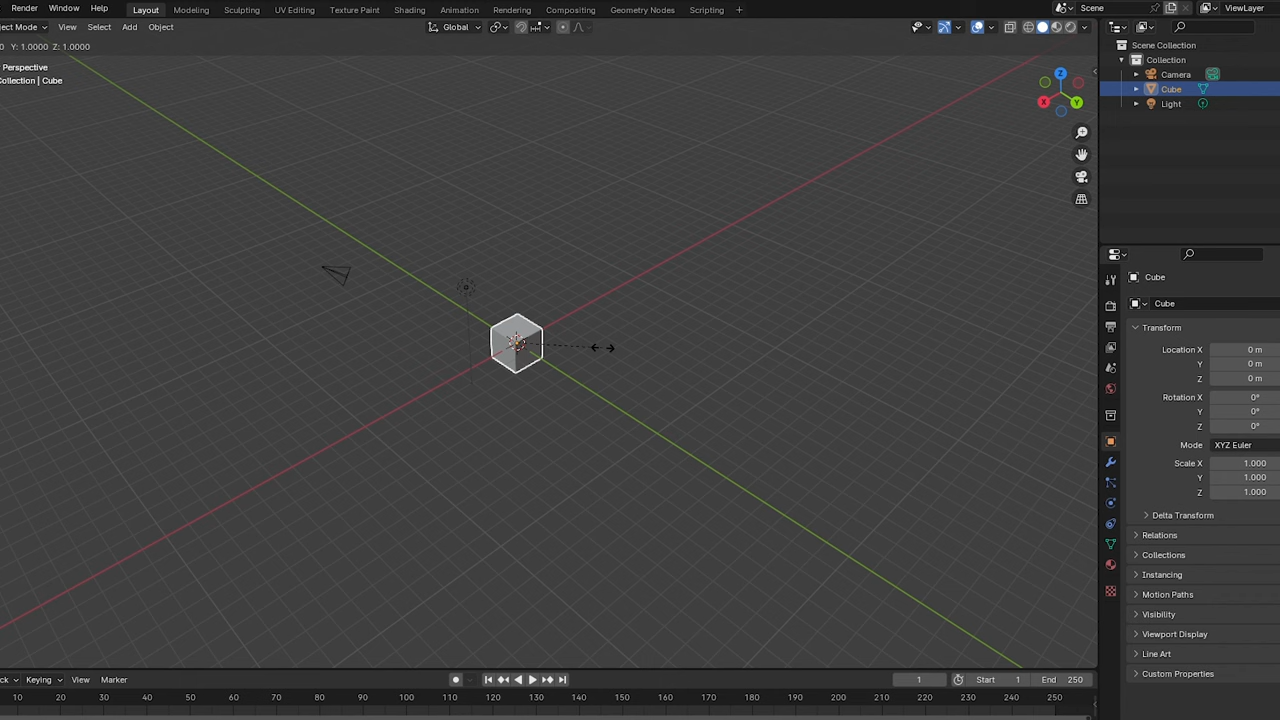 Render Window Help Layout Modeling Sculpting UV Editing Texture Paint Shading Animation Rendering Compositing Geometry Nodes Scripting + Scene ViewLayer
ect Mode View Select Add Object Global
0 Y: 1.0000 Z: 1.0000
Perspective
Collection | Cube
Z
X
Y
Scene Collection
Collection
Camera
Cube
Light
Cube
Cube
Transform
Location X 0 m
Y 0 m
Z 0 m
Rotation X 0°
Y 0°
Z 0°
Mode XYZ Euler
Scale X 1.000
Y 1.000
Z 1.000
Delta Transform
Relations
Collections
Instancing
Motion Paths
Visibility
Viewport Display
Line Art
Custom Properties
ck Keying View Marker 1 Start 1 End 250
10 20 30 40 50 60 70 80 90 100 110 120 130 140 150 160 170 180 190 200 210 220 230 240 250